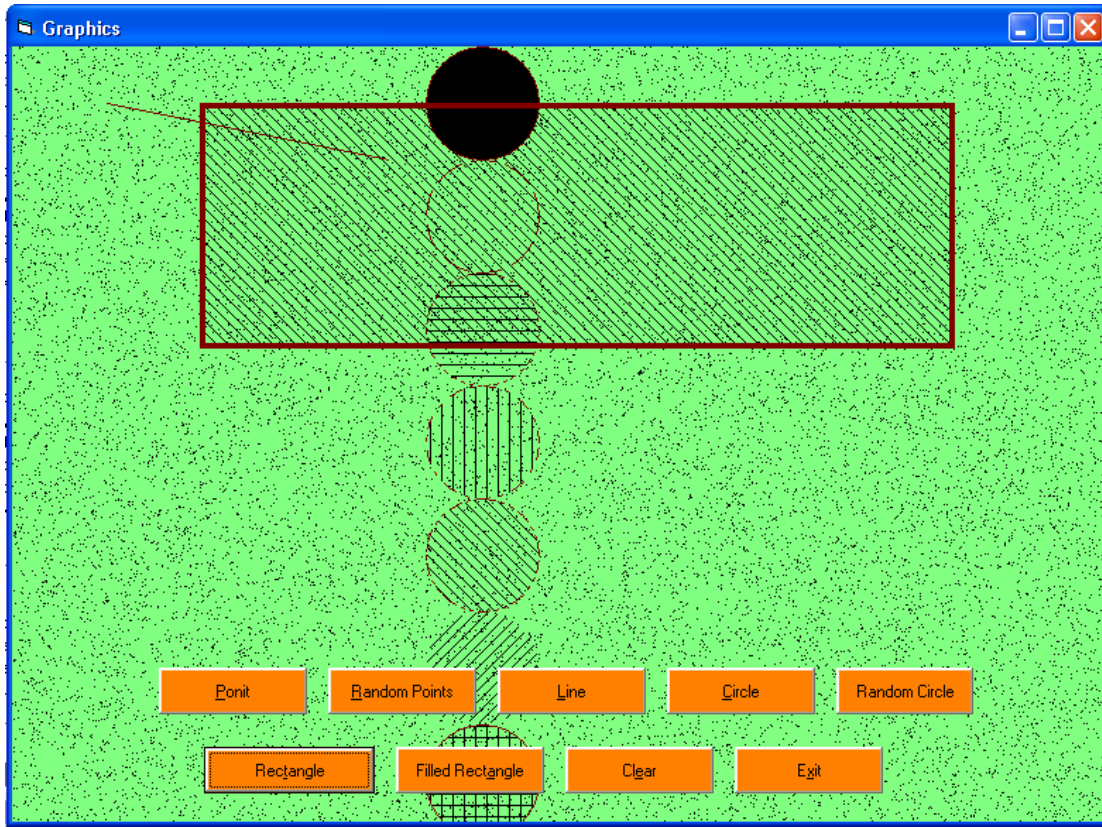 Graphics
Ponit
Random Points
Line
Circle
Random Circle
Rectangle
Filled Rectangle
Clear
Exit